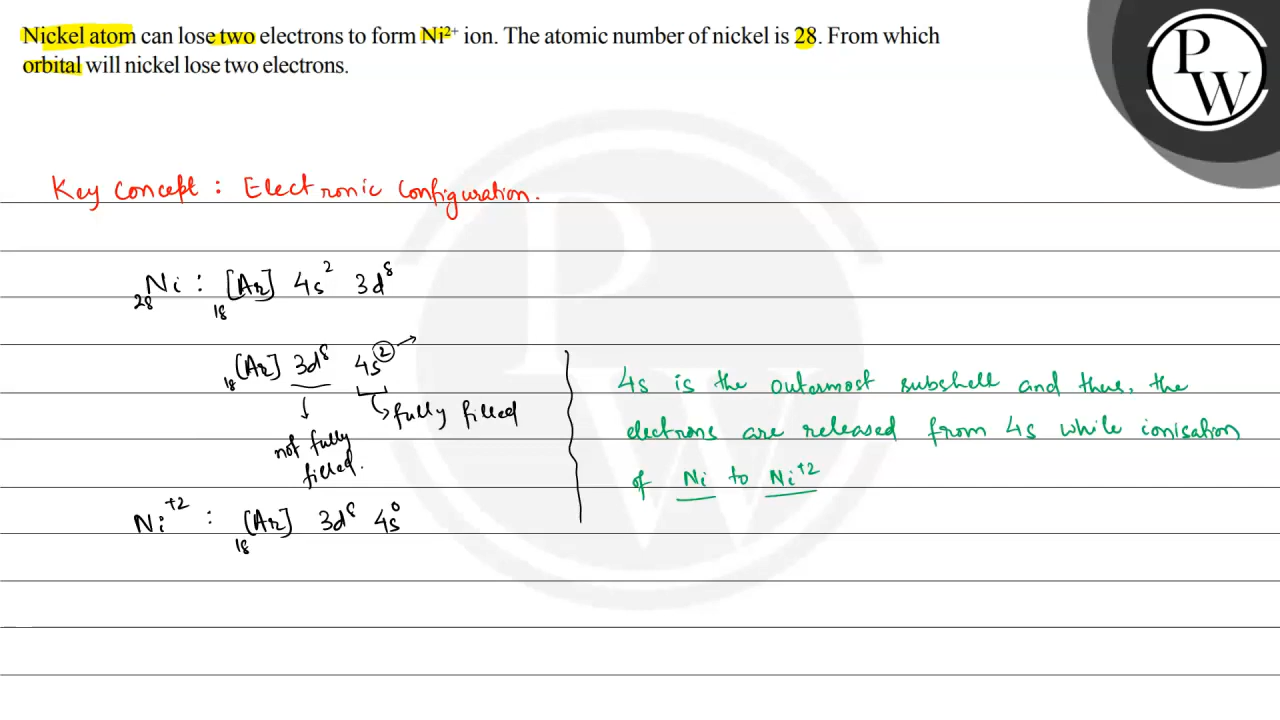 Nickel atom can lose two electrons to form Ni²⁺ ion. The atomic number of nickel is 28. From which
orbital will nickel lose two electrons.
P
W
Key Concept : Electronic Configuration.
₂₈Ni : ₁₈[Ar] 4s² 3d⁸
₁₈[Ar] 3d⁸ 4s² →
fully filled
not fully
filled.
Ni⁺² : ₁₈[Ar] 3d⁸ 4s⁰
4s is the outermost subshell and thus, the
electrons are released from 4s while ionisation
of Ni to Ni⁺²